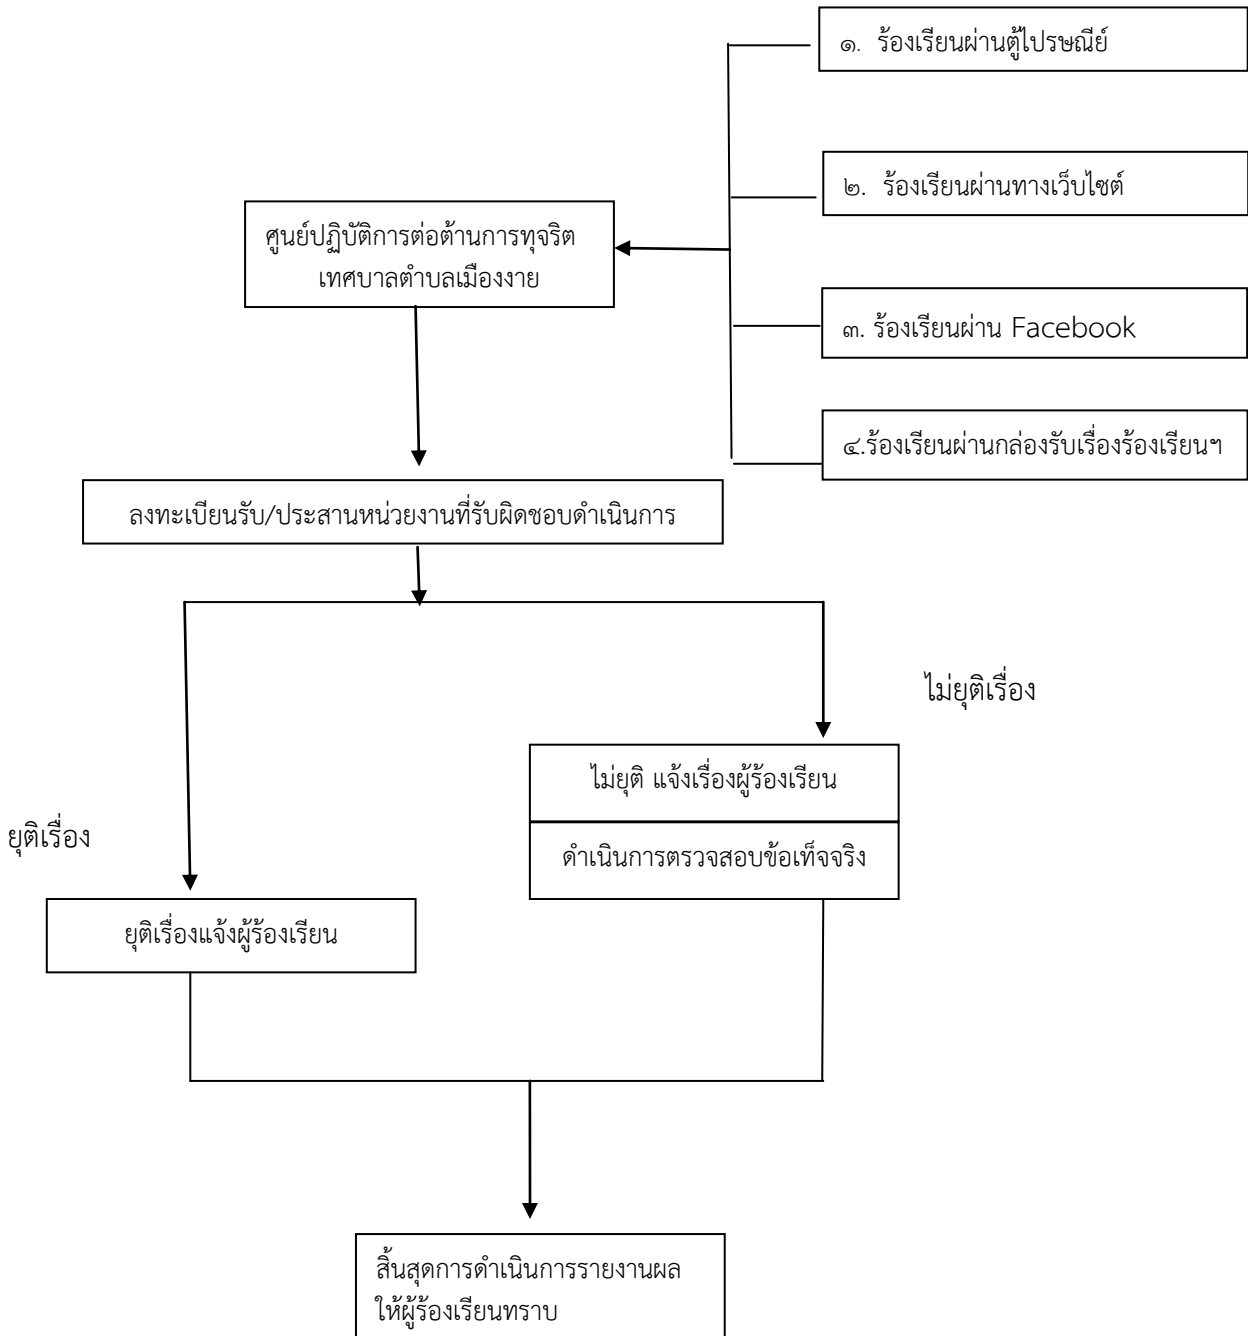 ๑. ร้องเรียนผ่านตู้ไปรษณีย์
๒. ร้องเรียนผ่านทางเว็บไซต์
ศูนย์ปฏิบัติการต่อต้านการทุจริต
เทศบาลตำบลเมืองงาย
๓. ร้องเรียนผ่าน Facebook
๔.ร้องเรียนผ่านกล่องรับเรื่องร้องเรียนฯ
ลงทะเบียนรับ/ประสานหน่วยงานที่รับผิดชอบดำเนินการ
ไม่ยุติเรื่อง
ไม่ยุติ แจ้งเรื่องผู้ร้องเรียน
ดำเนินการตรวจสอบข้อเท็จจริง
ยุติเรื่อง
ยุติเรื่องแจ้งผู้ร้องเรียน
สิ้นสุดการดำเนินการรายงานผล
ให้ผู้ร้องเรียนทราบ